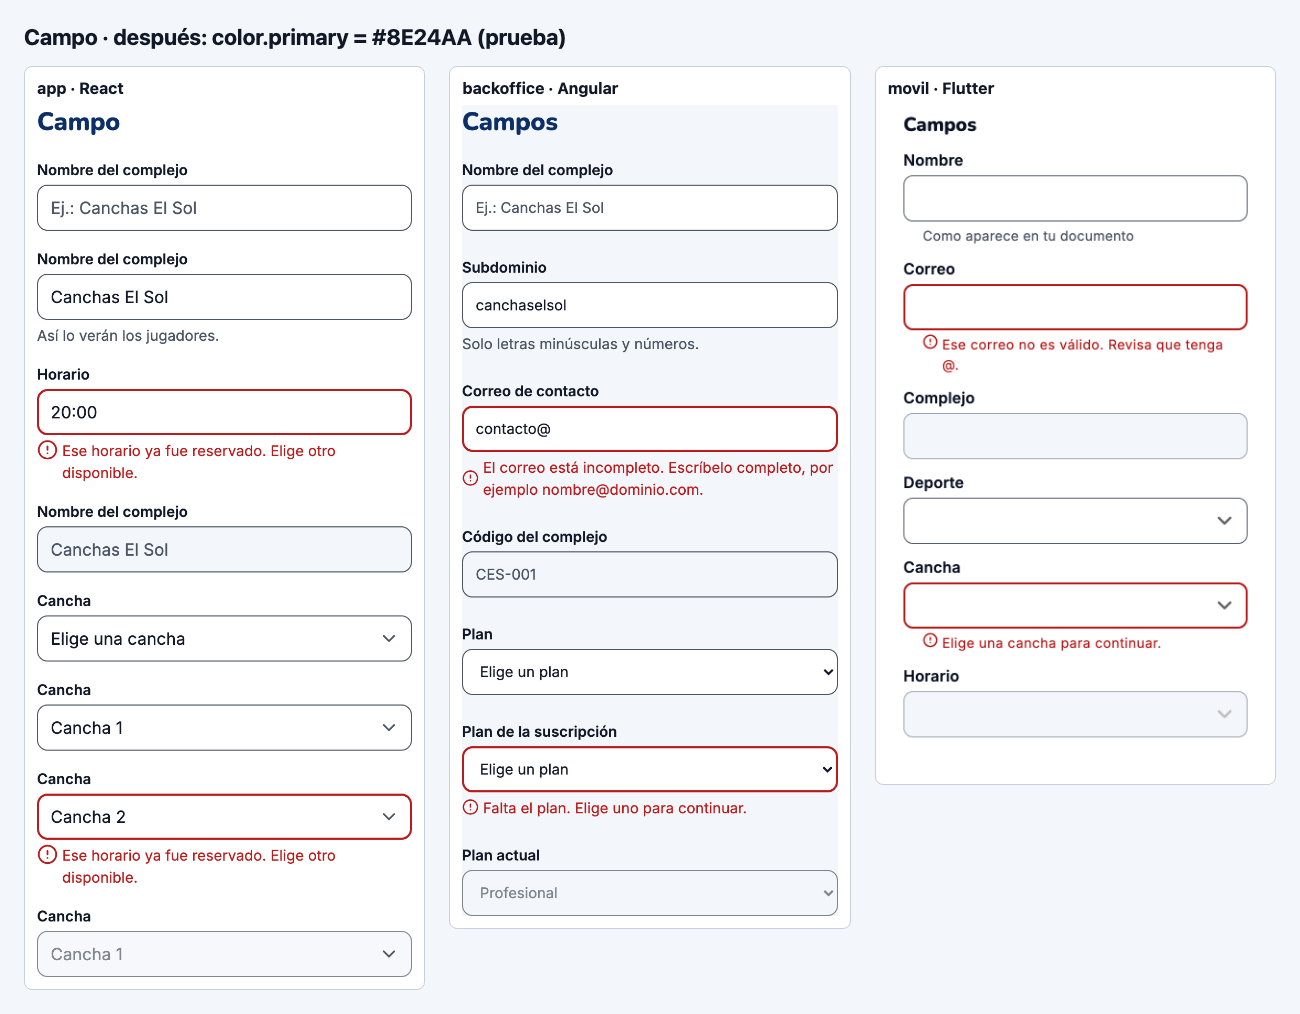 Campo · después: color.primary = #8E24AA (prueba)
app · React
Campo
Nombre del complejo
Ej.: Canchas El Sol
Nombre del complejo
Canchas El Sol
Así lo verán los jugadores.
Horario
20:00
Ese horario ya fue reservado. Elige otro
disponible.
Nombre del complejo
Canchas El Sol
Cancha
Elige una cancha
Cancha
Cancha 1
Cancha
Cancha 2
Ese horario ya fue reservado. Elige otro
disponible.
Cancha
Cancha 1
backoffice · Angular
Campos
Nombre del complejo
Ej.: Canchas El Sol
Subdominio
canchaselsol
Solo letras minúsculas y números.
Correo de contacto
contacto@
El correo está incompleto. Escríbelo completo, por
ejemplo nombre@dominio.com.
Código del complejo
CES-001
Plan
Elige un plan
Plan de la suscripción
Elige un plan
Falta el plan. Elige uno para continuar.
Plan actual
Profesional
movil · Flutter
Campos
Nombre
Como aparece en tu documento
Correo
Ese correo no es válido. Revisa que tenga
@.
Complejo
Deporte
Cancha
Elige una cancha para continuar.
Horario